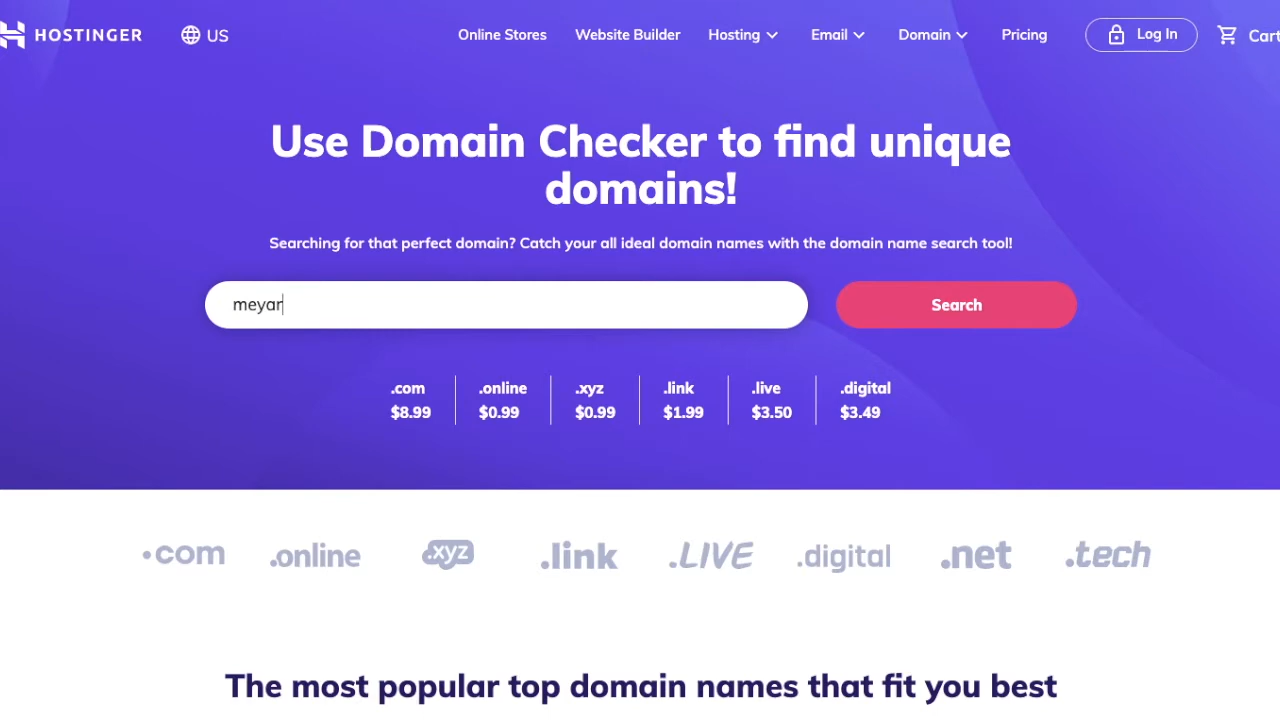 HOSTINGER US Online Stores Website Builder Hosting Email Domain Pricing Log In Cart
Use Domain Checker to find unique
domains!
Searching for that perfect domain? Catch your all ideal domain names with the domain name search tool!
meyar Search
.com .online .xyz .link .live .digital
$8.99 $0.99 $0.99 $1.99 $3.50 $3.49
.com .online .xyz .link .LIVE .digital .net .tech
The most popular top domain names that fit you best